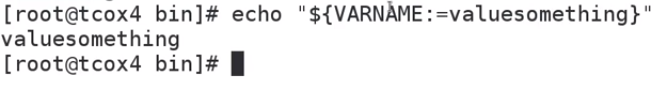 [root@tcox4 bin]# echo "${VARNAME:=valuesomething}"
valuesomething
[root@tcox4 bin]#